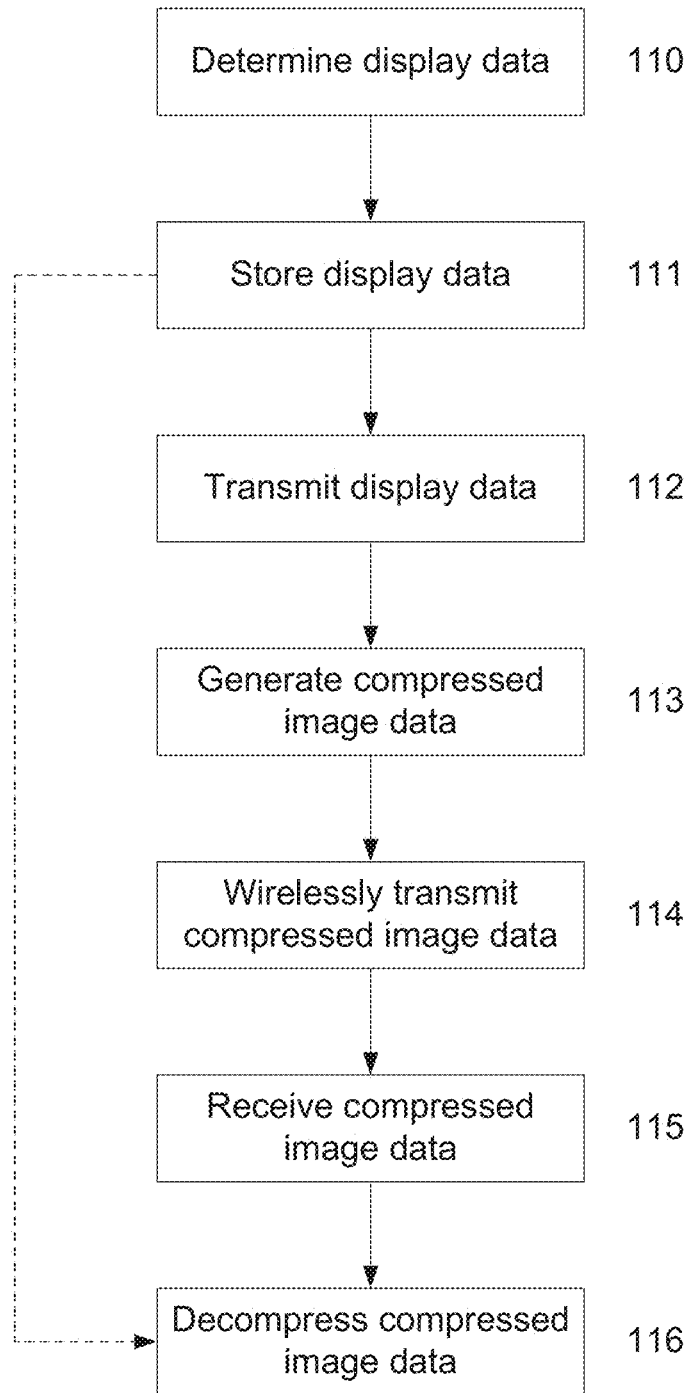 Determine display data 110
Store display data 111
Transmit display data 112
Generate compressed
image data 113
Wirelessly transmit
compressed image data 114
Receive compressed
image data 115
Decompress compressed
image data 116